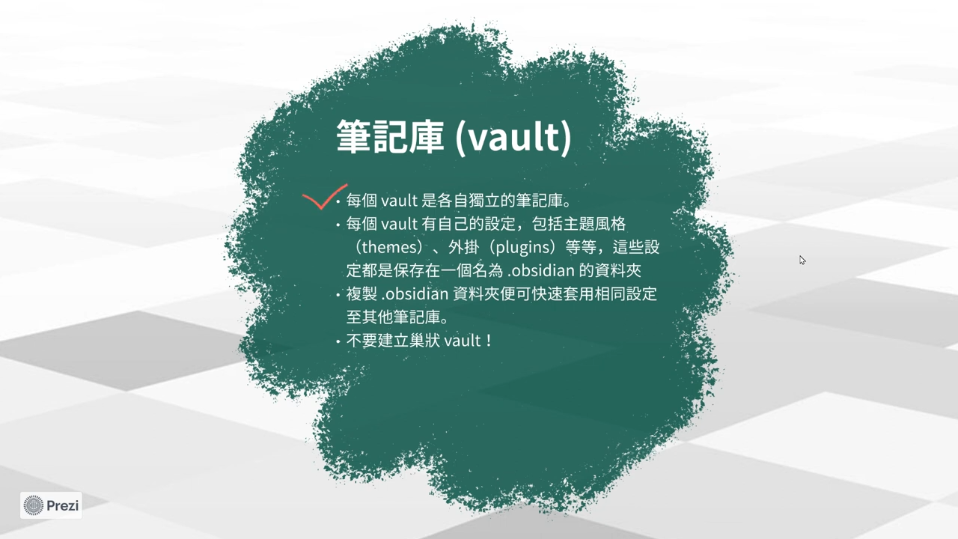 筆記庫 (vault)
• 每個 vault 是各自獨立的筆記庫。
• 每個 vault 有自己的設定，包括主題風格
（themes）、外掛（plugins）等等，這些設
定都是保存在一個名為 .obsidian 的資料夾
• 複製 .obsidian 資料夾便可快速套用相同設定
至其他筆記庫。
• 不要建立巢狀 vault！
Prezi